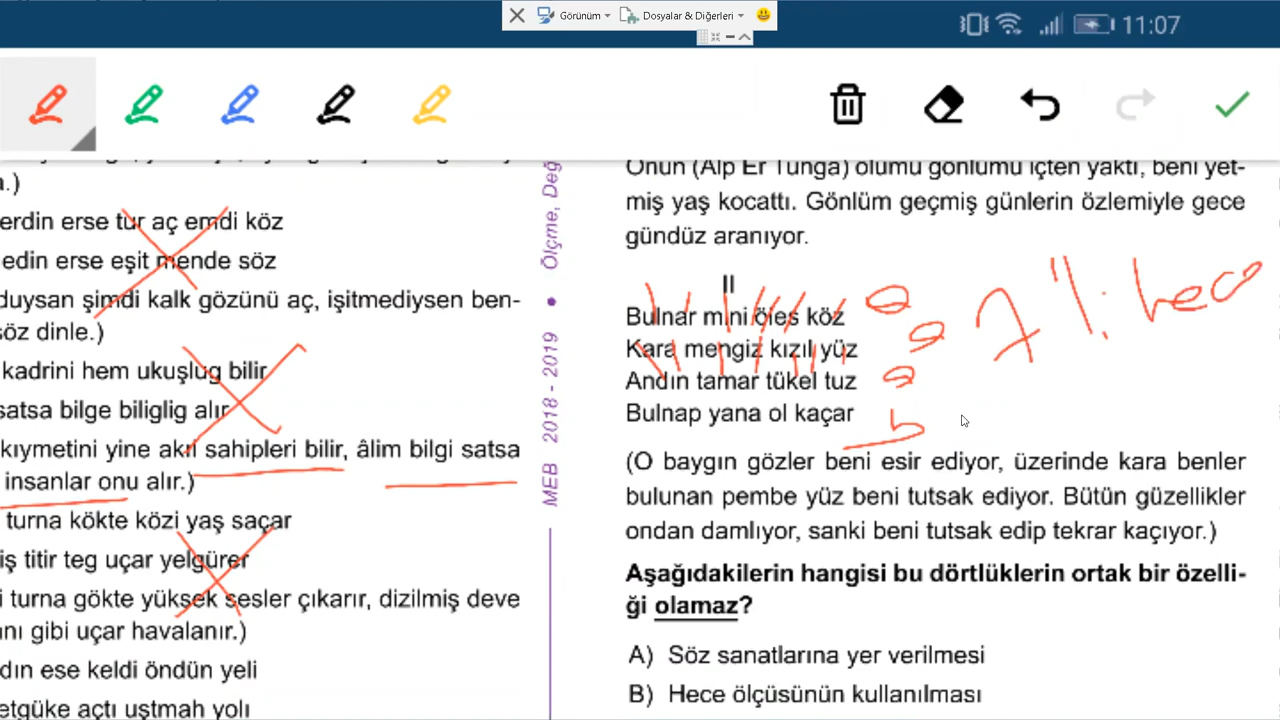 Görünüm
Dosyalar & Diğerleri
11:07
a.)
erdin erse tur aç emdi köz
edin erse eşit mende söz
duysan şimdi kalk gözünü aç, işitmediysen ben-
söz dinle.)
kadrini hem ukuşlug bilir
satsa bilge biliglig alır
kıymetini yine akıl sahipleri bilir, âlim bilgi satsa
insanlar onu alır.)
turna kökte közi yaş saçar
iş titir teg uçar yelgürer
i turna gökte yüksek sesler çıkarır, dizilmiş deve
anı gibi uçar havalanır.)
dın ese keldi öndün yeli
etgüke açtı uştmah yolı
MEB 2018 - 2019 • Ölçme, Değ
Onun (Alp Er Tunga) ölümü gönlümü içten yaktı, beni yet-
miş yaş kocattı. Gönlüm geçmiş günlerin özlemiyle gece
gündüz aranıyor.
II
Bulnar mini öles köz
Kara mengiz kızıl yüz
Andın tamar tükel tuz
Bulnap yana ol kaçar
a
a
a
b
7'li hece
(O baygın gözler beni esir ediyor, üzerinde kara benler
bulunan pembe yüz beni tutsak ediyor. Bütün güzellikler
ondan damlıyor, sanki beni tutsak edip tekrar kaçıyor.)
Aşağıdakilerin hangisi bu dörtlüklerin ortak bir özelli-
ği olamaz?
A) Söz sanatlarına yer verilmesi
B) Hece ölçüsünün kullanılması